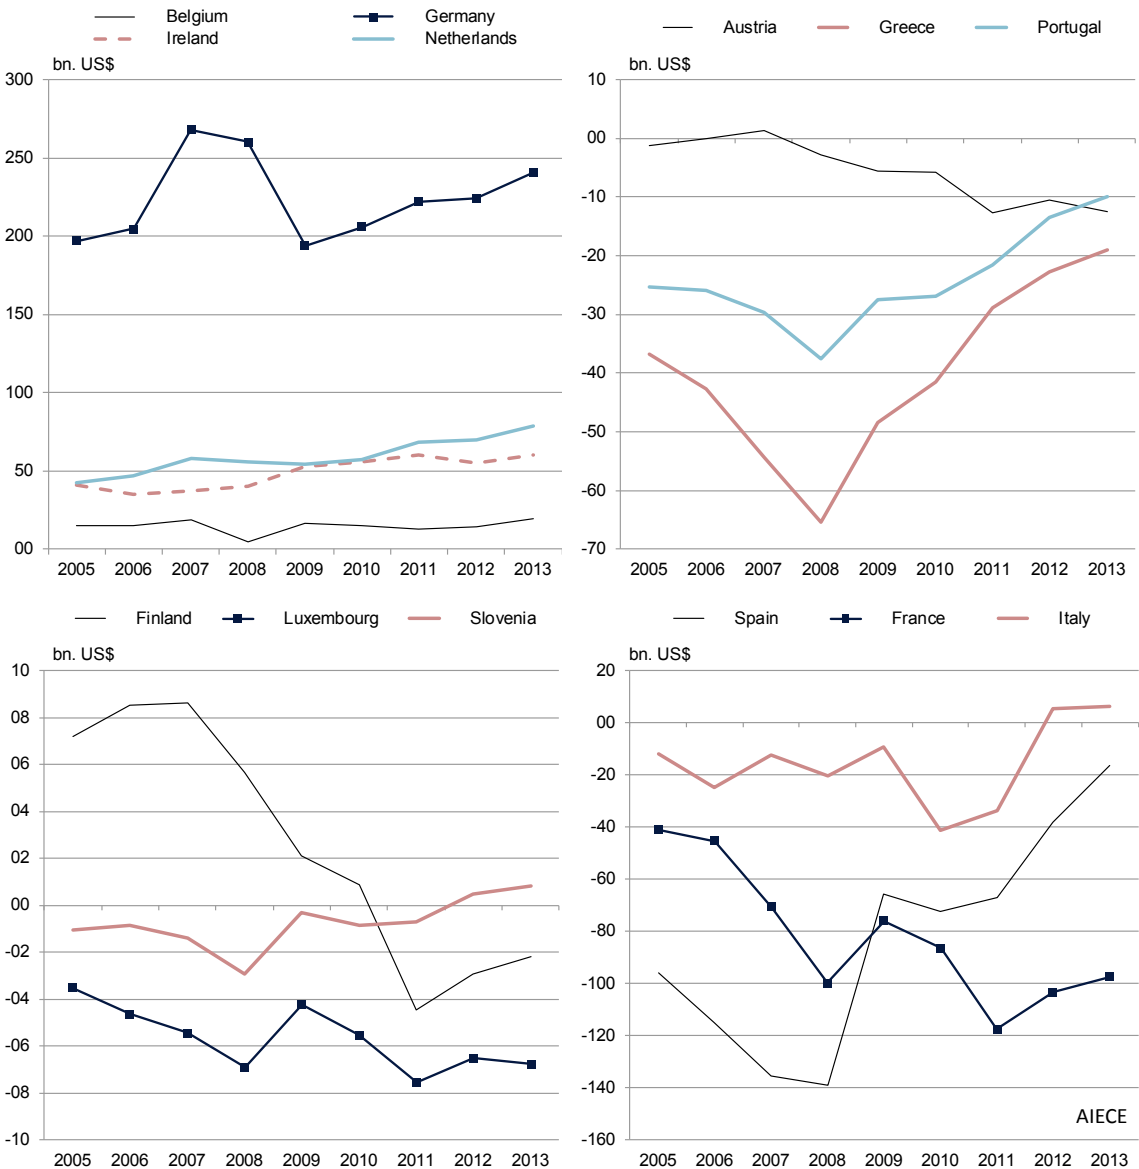 Belgium Germany
Ireland Netherlands
bn. US$
300
250
200
150
100
50
00
2005 2006 2007 2008 2009 2010 2011 2012 2013
Austria Greece Portugal
bn. US$
10
00
-10
-20
-30
-40
-50
-60
-70
2005 2006 2007 2008 2009 2010 2011 2012 2013
Finland Luxembourg Slovenia
bn. US$
10
08
06
04
02
00
-02
-04
-06
-08
-10
2005 2006 2007 2008 2009 2010 2011 2012 2013
Spain France Italy
bn. US$
20
00
-20
-40
-60
-80
-100
-120
-140
-160
AIECE
2005 2006 2007 2008 2009 2010 2011 2012 2013